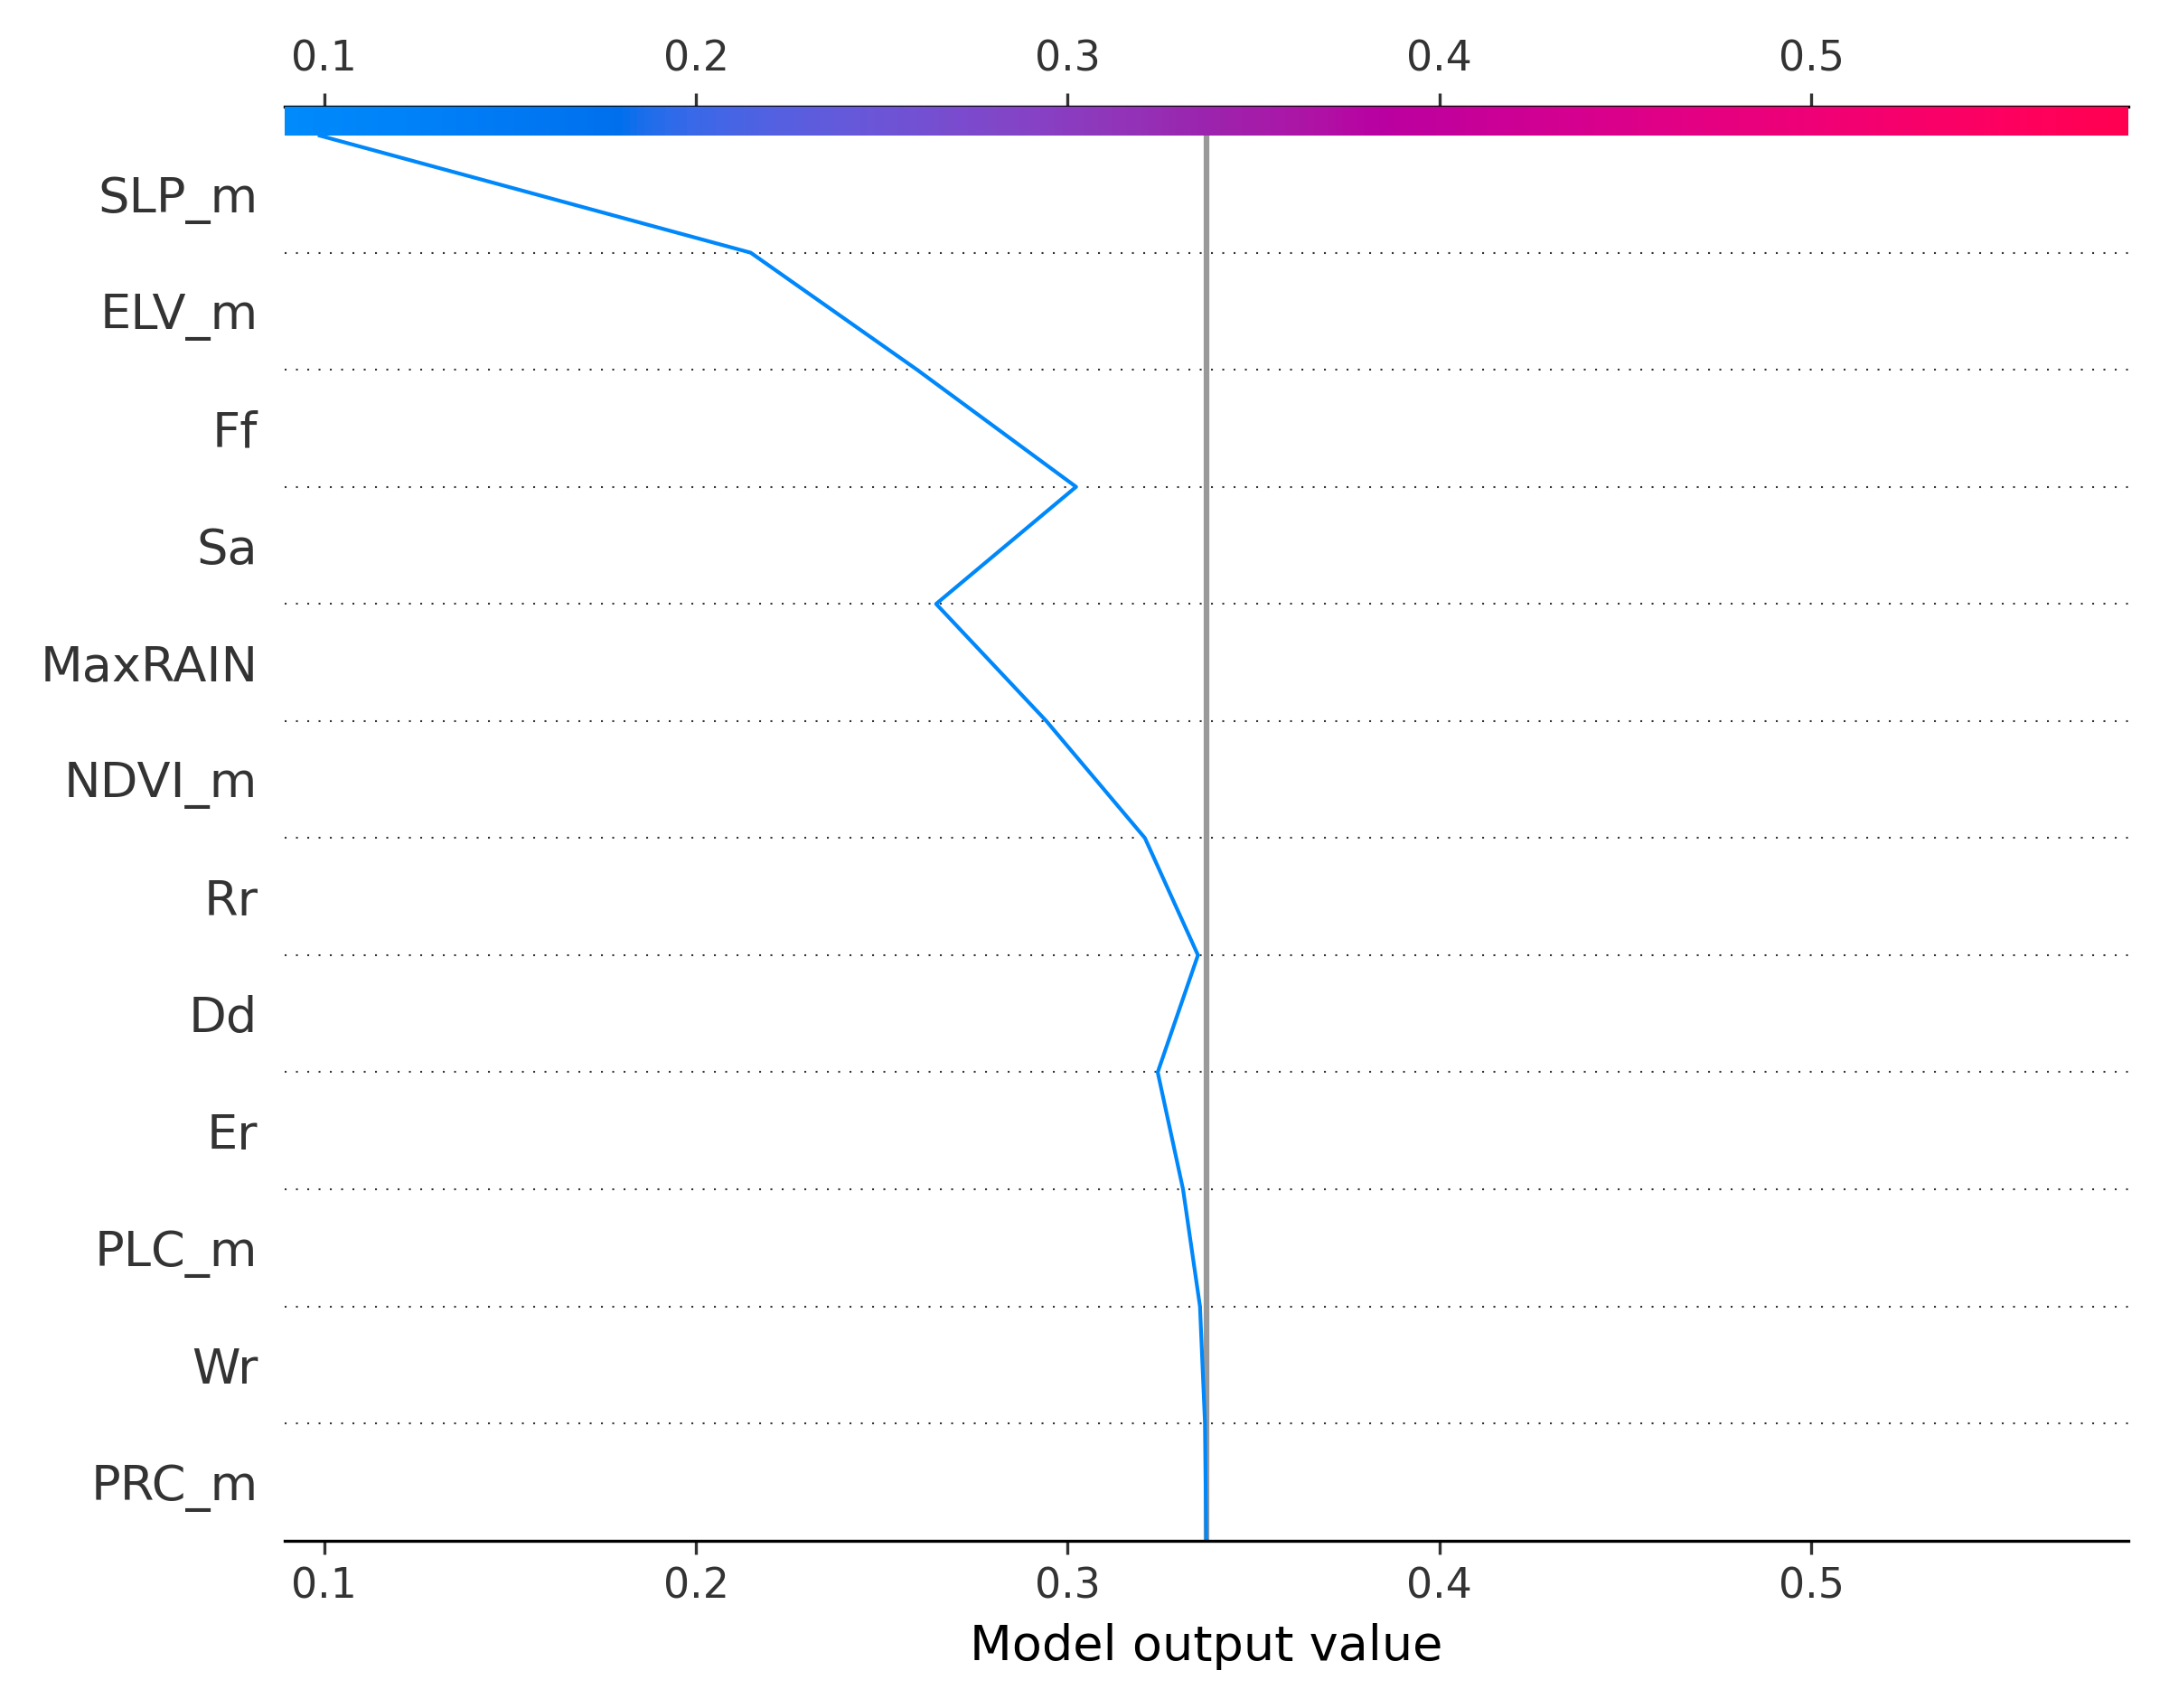 0.1 0.2 0.3 0.4 0.5
SLP_m
ELV_m
Ff
Sa
MaxRAIN
NDVI_m
Rr
Dd
Er
PLC_m
Wr
PRC_m
0.1 0.2 0.3 0.4 0.5
Model output value